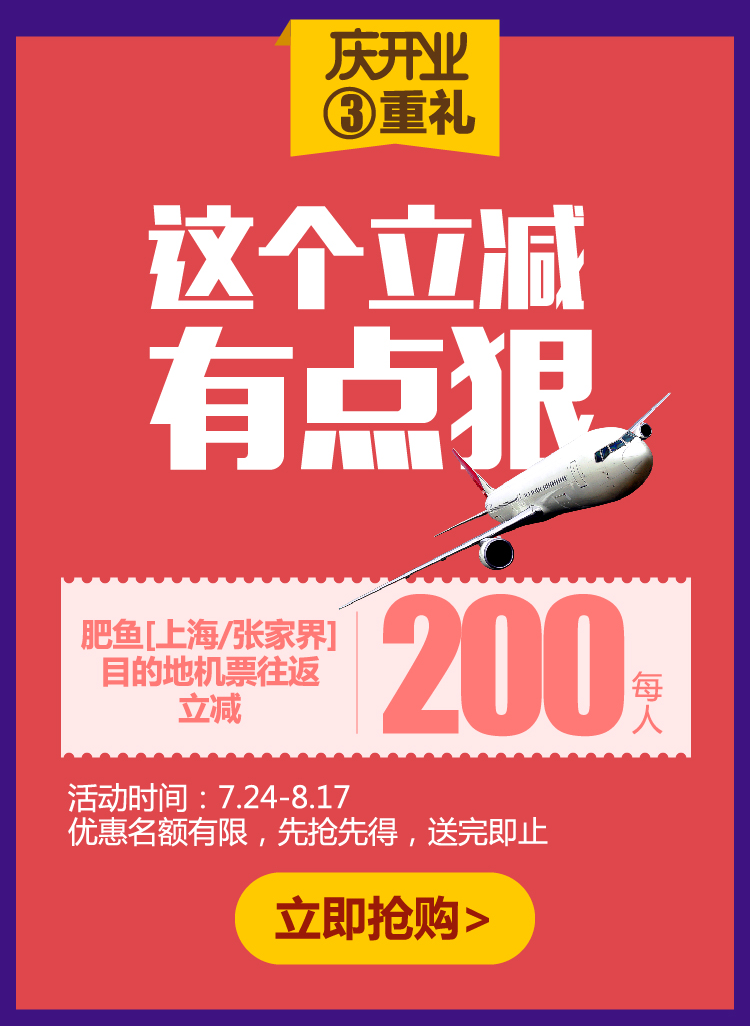 庆开业
③重礼
这个立减
有点狠
肥鱼[上海/张家界]
目的地机票往返
立减
200
每人
活动时间：7.24-8.17
优惠名额有限，先抢先得，送完即止
立即抢购>